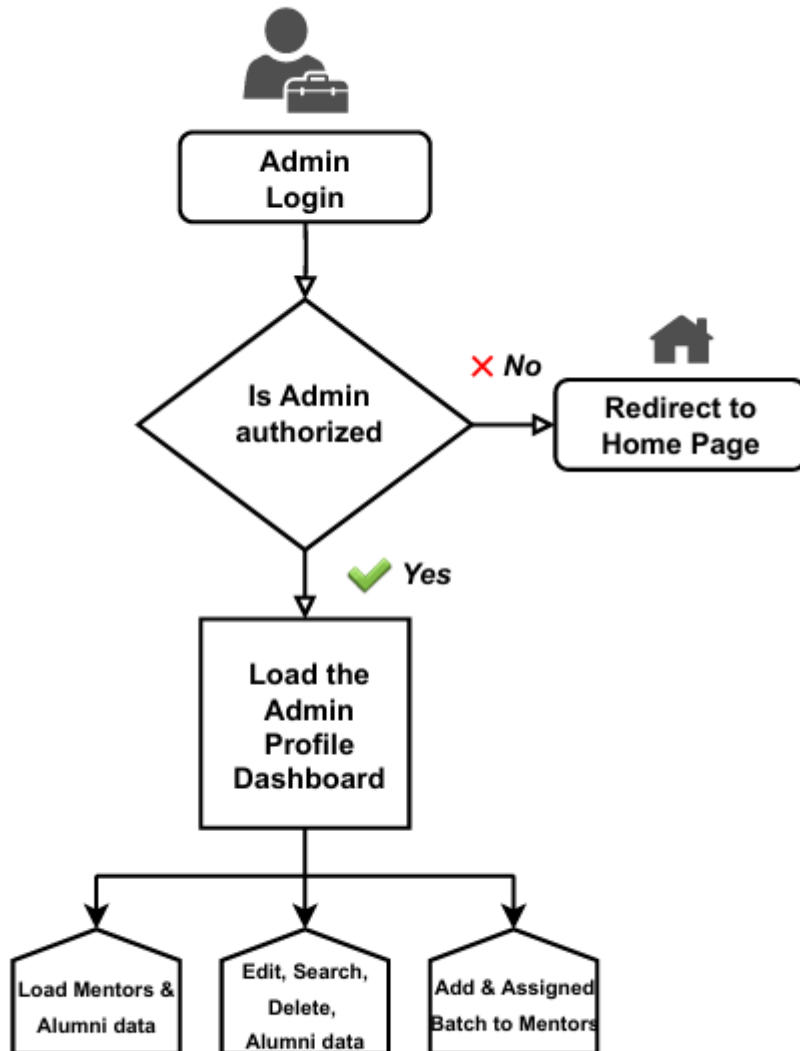 Admin
Login
Is Admin
authorized
No
Redirect to
Home Page
Yes
Load the
Admin
Profile
Dashboard
Load Mentors &
Alumni data
Edit, Search,
Delete,
Alumni data
Add & Assigned
Batch to Mentors